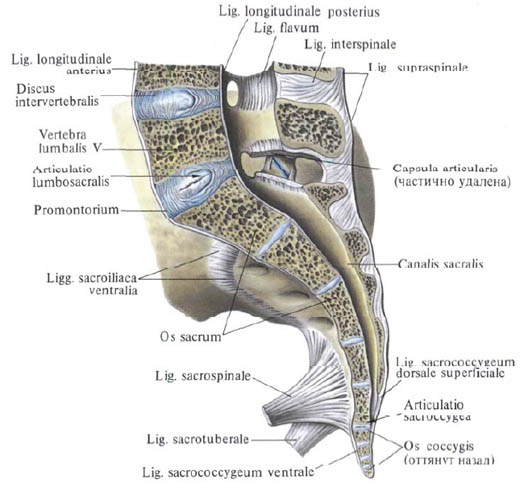 Lig. longitudinale posterius
Lig. flavum
Lig. interspinale
Lig. supraspinale
Lig. longitudinale
anterius
Discus
intervertebralis
Vertebra
lumbalis V
Articulatio
lumbosacralis
Promontorium
Capsula articularis
(частично удалена)
Canalis sacralis
Ligg. sacroiliaca
ventralia
Os sacrum
Lig. sacrospinale
Lig. sacrotuberale
Lig. sacrococcygeum ventrale
Lig. sacrococcygeum
dorsale superficiale
Articulatio
sacroccygea
Os coccygis
(оттянут назад)